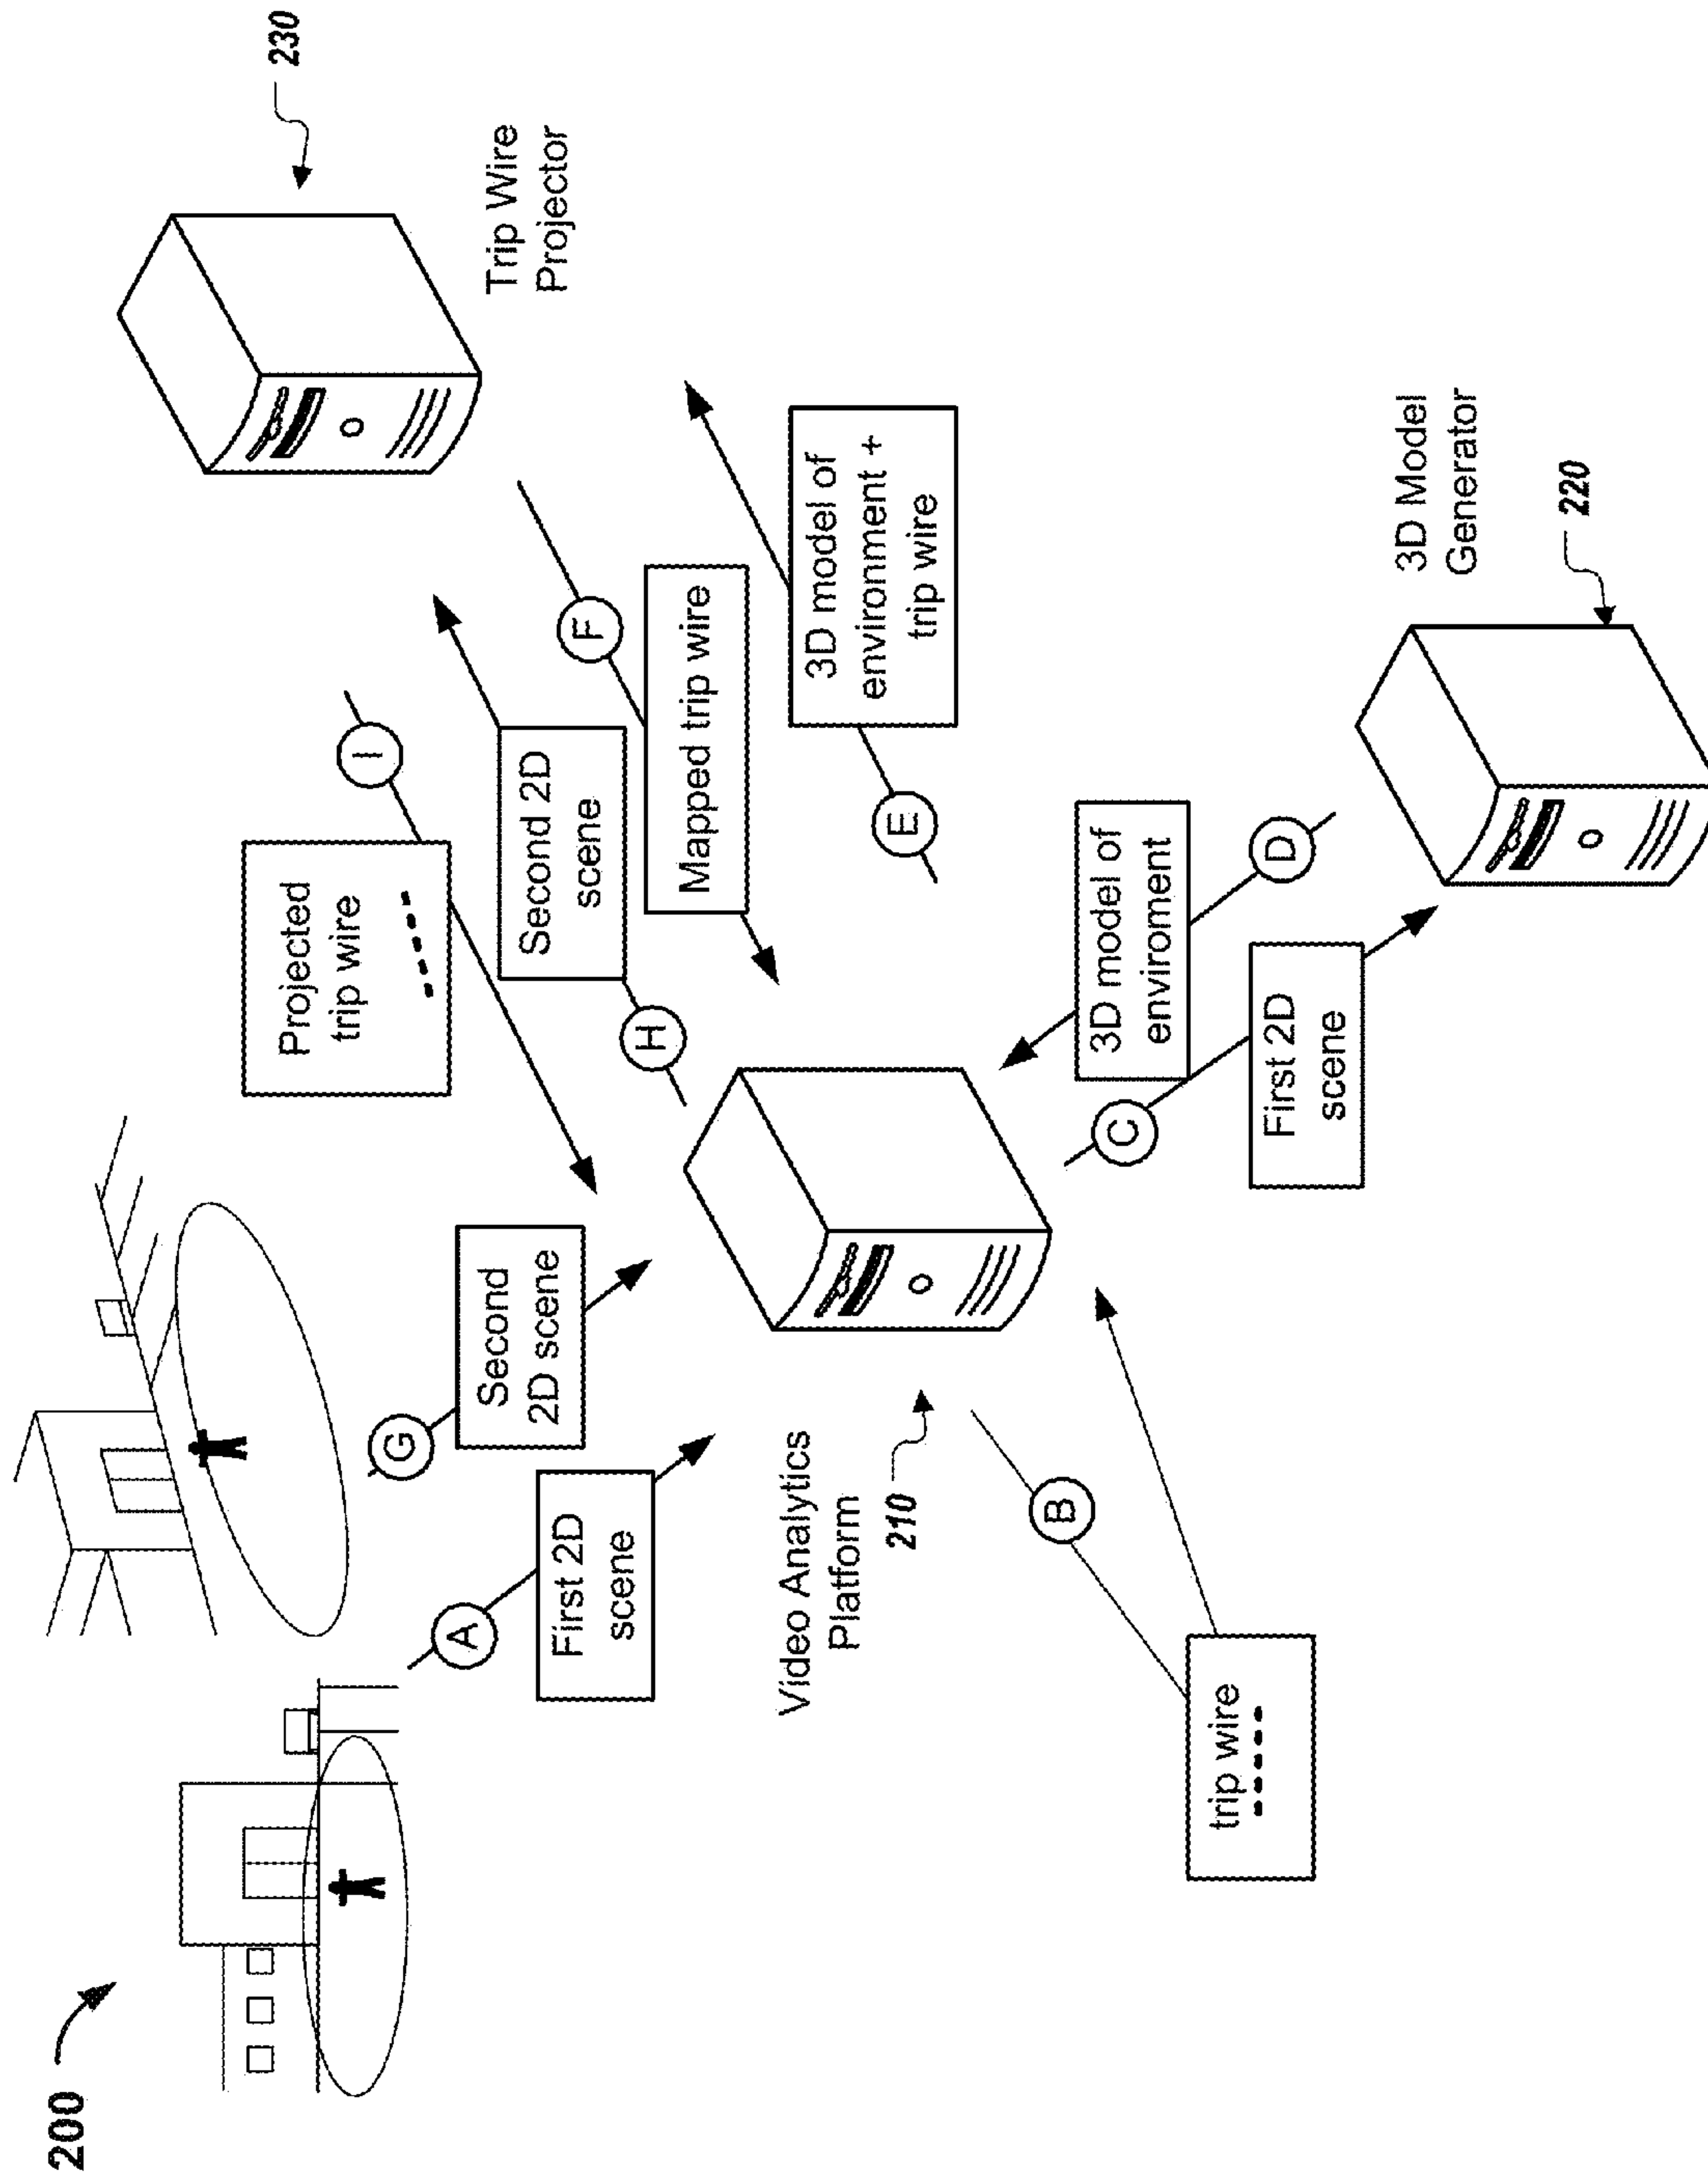 200
A
First 2D
scene
G
Second
2D scene
Projected
trip wire
I
Second 2D
scene
H
F
Mapped trip wire
3D model of
environment +
trip wire
E
230
Trip Wire
Projector
Video Analytics
Platform
210
B
trip wire
3D model of
enviroment
D
C
First 2D
scene
3D Model
Generator
220